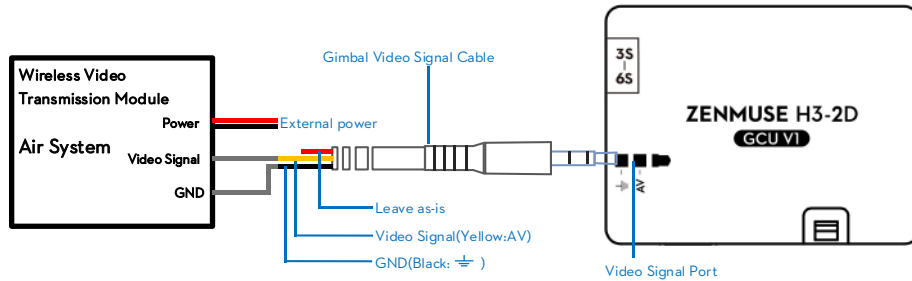 Wireless Video
Transmission Module
Power
Air System
Video Signal
GND
External power
Gimbal Video Signal Cable
Leave as-is
Video Signal(Yellow:AV)
GND(Black: ⏚ )
3S
-
6S
ZENMUSE H3-2D
GCU V1
⏚
AV
Video Signal Port